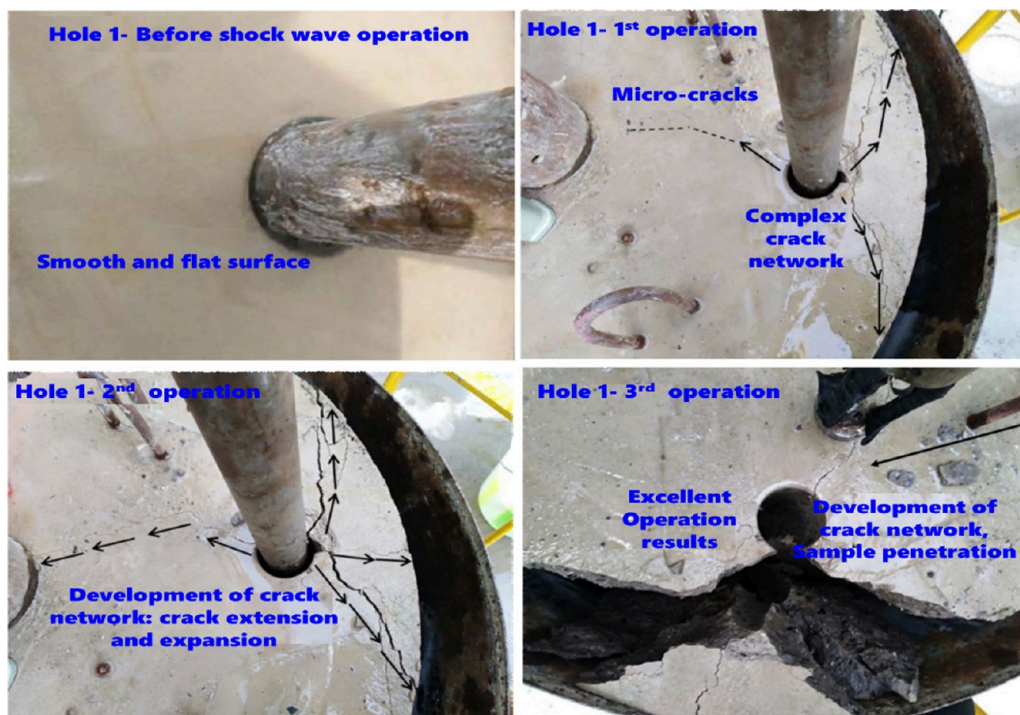 Hole 1- Before shock wave operation
Smooth and flat surface
Hole 1- 1st operation
Micro-cracks
Complex
crack
network
Hole 1- 2nd operation
Development of crack
network: crack extension
and expansion
Hole 1- 3rd operation
Excellent
Operation
results
Development of
crack network,
Sample penetration